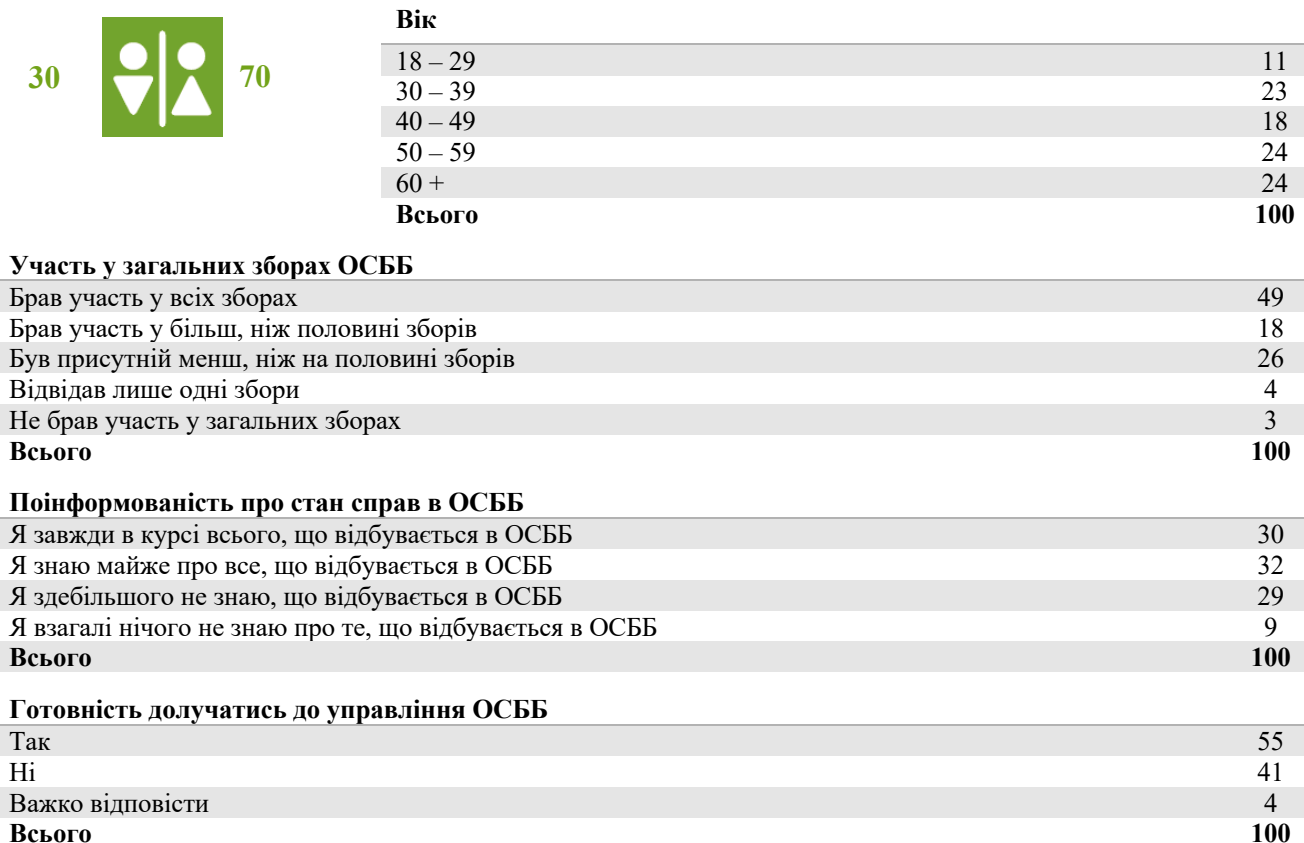 30 70
Вік
18 – 29 11
30 – 39 23
40 – 49 18
50 – 59 24
60 + 24
Всього 100
Участь у загальних зборах ОСББ
Брав участь у всіх зборах 49
Брав участь у більш, ніж половині зборів 18
Був присутній менш, ніж на половині зборів 26
Відвідав лише одні збори 4
Не брав участь у загальних зборах 3
Всього 100
Поінформованість про стан справ в ОСББ
Я завжди в курсі всього, що відбувається в ОСББ 30
Я знаю майже про все, що відбувається в ОСББ 32
Я здебільшого не знаю, що відбувається в ОСББ 29
Я взагалі нічого не знаю про те, що відбувається в ОСББ 9
Всього 100
Готовність долучатись до управління ОСББ
Так 55
Ні 41
Важко відповісти 4
Всього 100